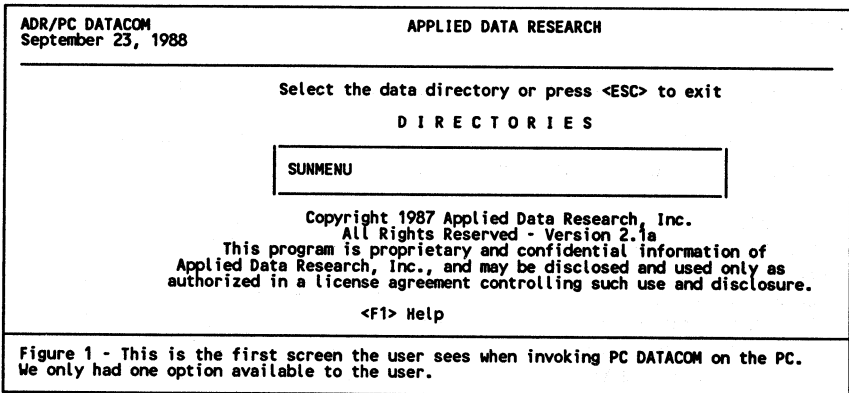 ADR/PC DATACOM APPLIED DATA RESEARCH
September 23, 1988
Select the data directory or press <ESC> to exit
D I R E C T O R I E S
SUNMENU
Copyright 1987 Applied Data Research, Inc.
All Rights Reserved - Version 2.1a
This program is proprietary and confidential information of
Applied Data Research, Inc., and may be disclosed and used only as
authorized in a license agreement controlling such use and disclosure.
<F1> Help
Figure 1 - This is the first screen the user sees when invoking PC DATACOM on the PC.
We only had one option available to the user.